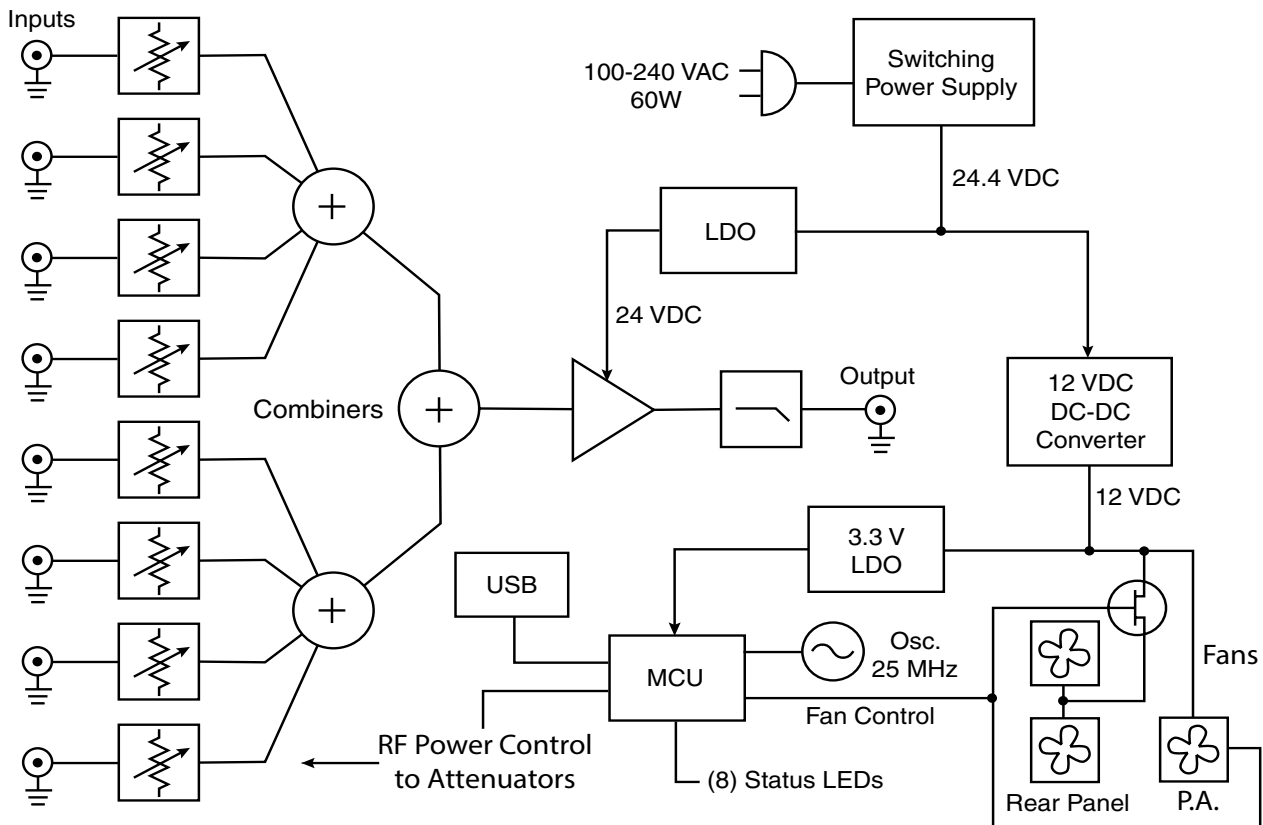 Inputs
100-240 VAC
60W
Switching
Power Supply
24.4 VDC
LDO
24 VDC
Combiners
Output
12 VDC
DC-DC
Converter
12 VDC
3.3 V
LDO
USB
MCU
Osc.
25 MHz
Fan Control
Fans
RF Power Control
to Attenuators
(8) Status LEDs
Rear Panel
P.A.